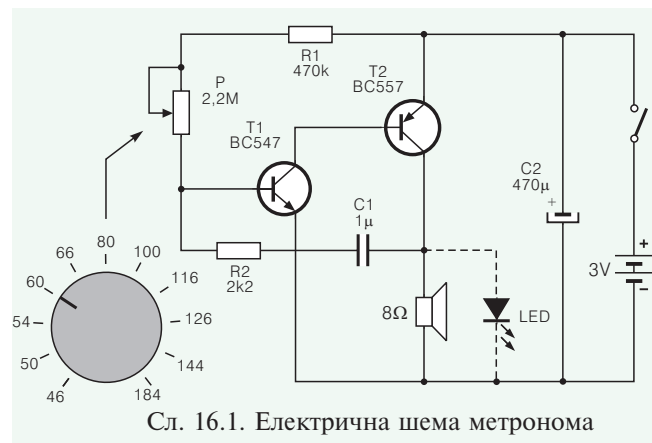 R1
470k
P
2,2M
T2
BC557
T1
BC547
C1
1μ
C2
470μ
+
R2
2k2
8Ω
LED
3V
+
−
80
66
100
60
116
54
126
50
144
46
184
Сл. 16.1. Електрична шема метронома